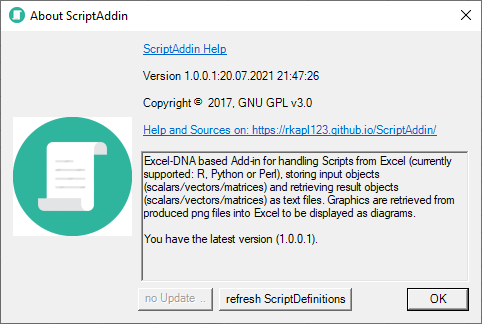 About ScriptAddin
ScriptAddin Help
Version 1.0.0.1:20.07.2021 21:47:26
Copyright © 2017, GNU GPL v3.0
Help and Sources on: https://rkapl123.github.io/ScriptAddin/
Excel-DNA based Add-in for handling Scripts from Excel (currently
supported: R, Python or Perl), storing input objects
(scalars/vectors/matrices) and retrieving result objects
(scalars/vectors/matrices) as text files. Graphics are retrieved from
produced png files into Excel to be displayed as diagrams.
You have the latest version (1.0.0.1).
no Update ..
refresh ScriptDefinitions
OK